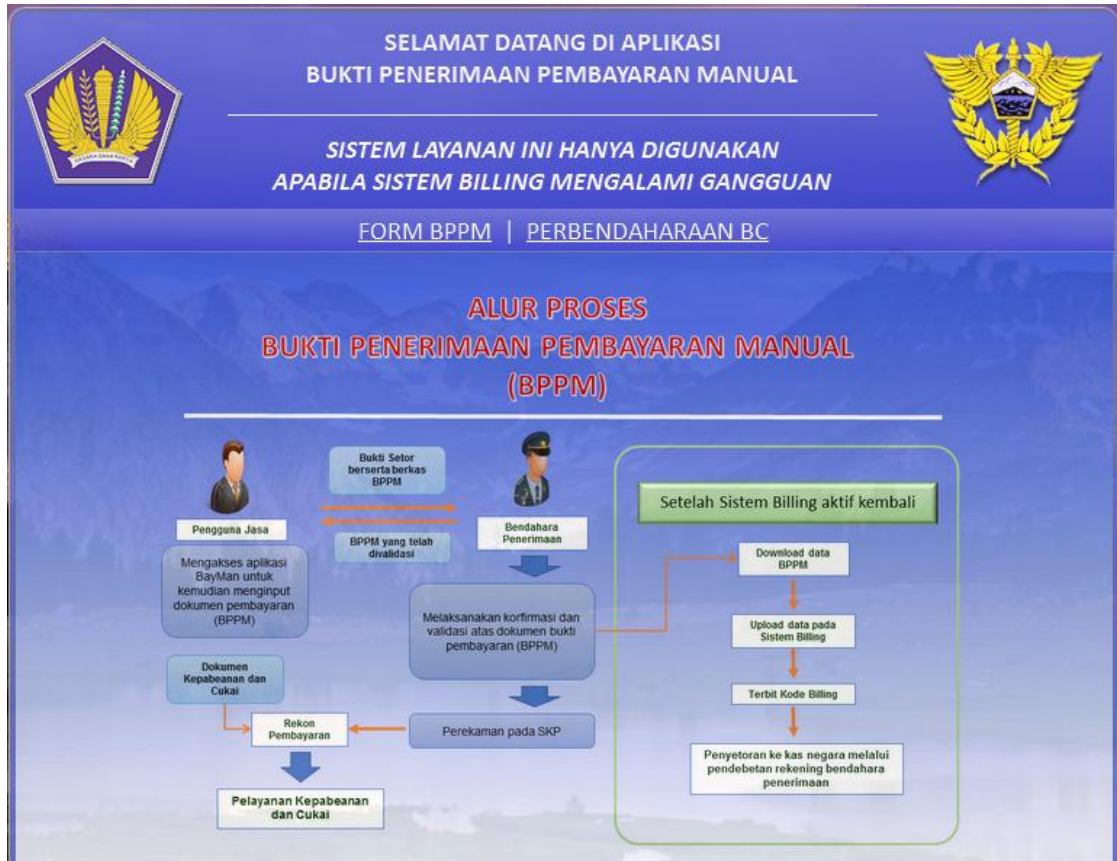 SELAMAT DATANG DI APLIKASI
BUKTI PENERIMAAN PEMBAYARAN MANUAL
SISTEM LAYANAN INI HANYA DIGUNAKAN
APABILA SISTEM BILLING MENGALAMI GANGGUAN
FORM BPPM | PERBENDAHARAAN BC
ALUR PROSES
BUKTI PENERIMAAN PEMBAYARAN MANUAL
(BPPM)
Bukti Setor
berserta berkas
BPPM
Pengguna Jasa
BPPM yang telah
divalidasi
Bendahara
Penerimaan
Mengakses aplikasi
BayMan untuk
kemudian menginput
dokumen pembayaran
(BPPM)
Melaksanakan korfirmasi dan
validasi atas dokumen bukti
pembayaran (BPPM)
Dokumen
Kepabeanan dan
Cukai
Rekon
Pembayaran
Perekaman pada SKP
Pelayanan Kepabeanan
dan Cukai
Setelah Sistem Billing aktif kembali
Download data
BPPM
Upload data pada
Sistem Billing
Terbit Kode Billing
Penyetoran ke kas negara melalui
pendebetan rekening bendahara
penerimaan